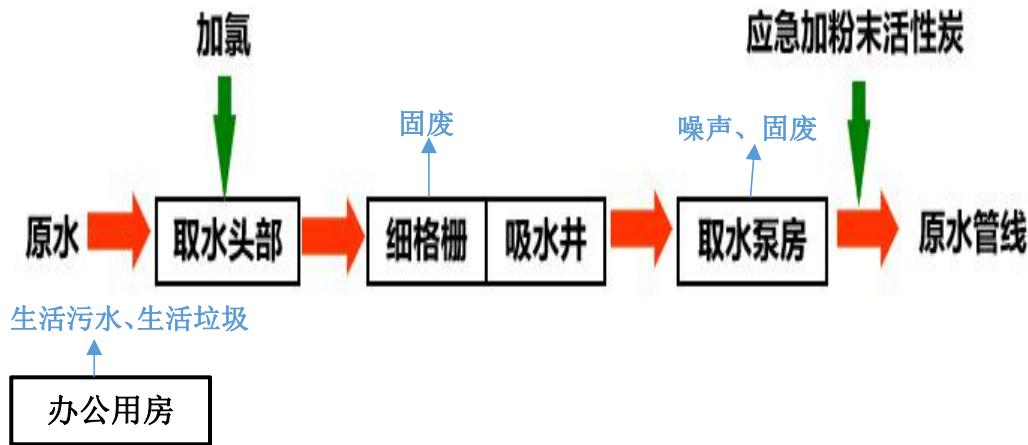 加氯
应急加粉末活性炭
固废
噪声、固废
原水
取水头部
细格栅
吸水井
取水泵房
原水管线
生活污水、生活垃圾
办公用房